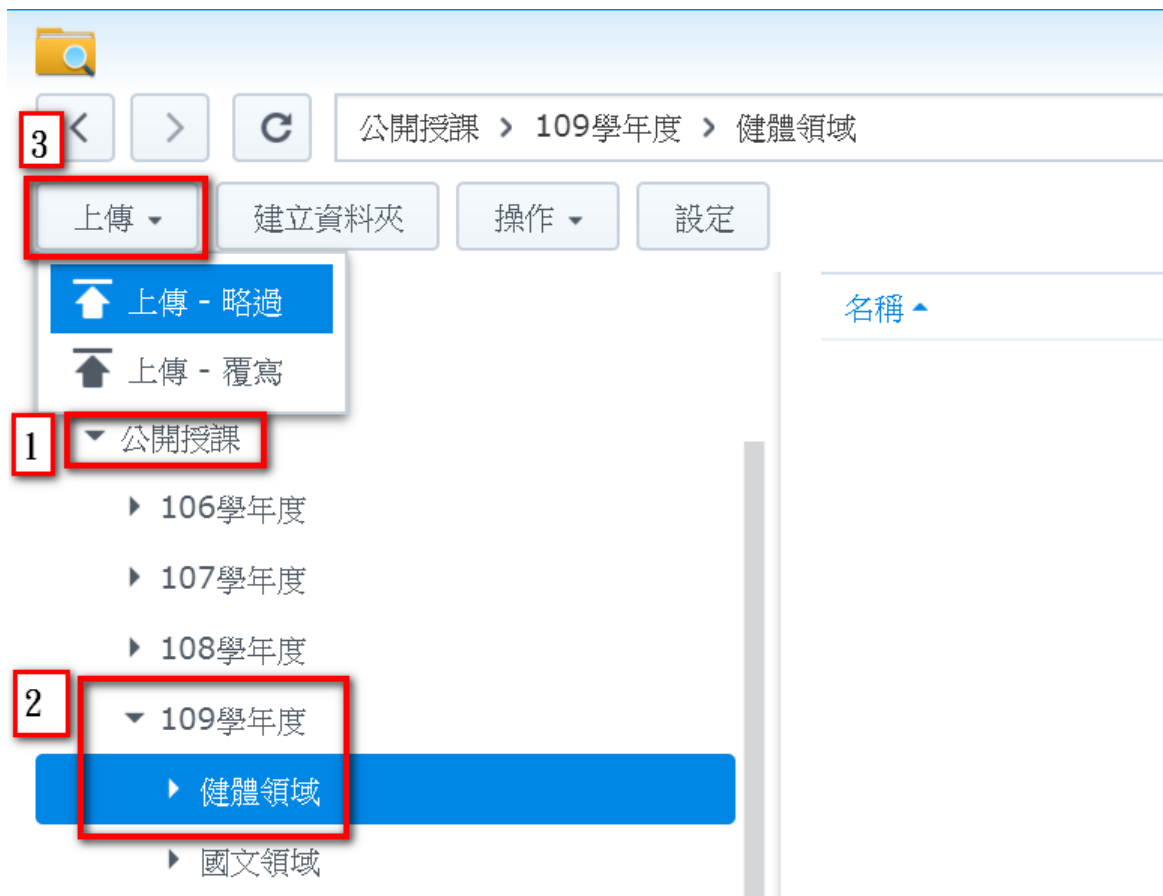 公開授課 > 109學年度 > 健體領域
3
上傳 建立資料夾 操作 設定
上傳 - 略過
名稱
上傳 - 覆寫
1 公開授課
106學年度
107學年度
108學年度
2
109學年度
健體領域
國文領域